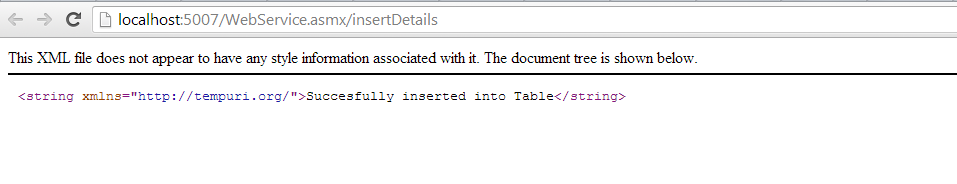 localhost:5007/WebService.asmx/insertDetails
This XML file does not appear to have any style information associated with it. The document tree is shown below.
<string xmlns="http://tempuri.org/">Succesfully inserted into Table</string>